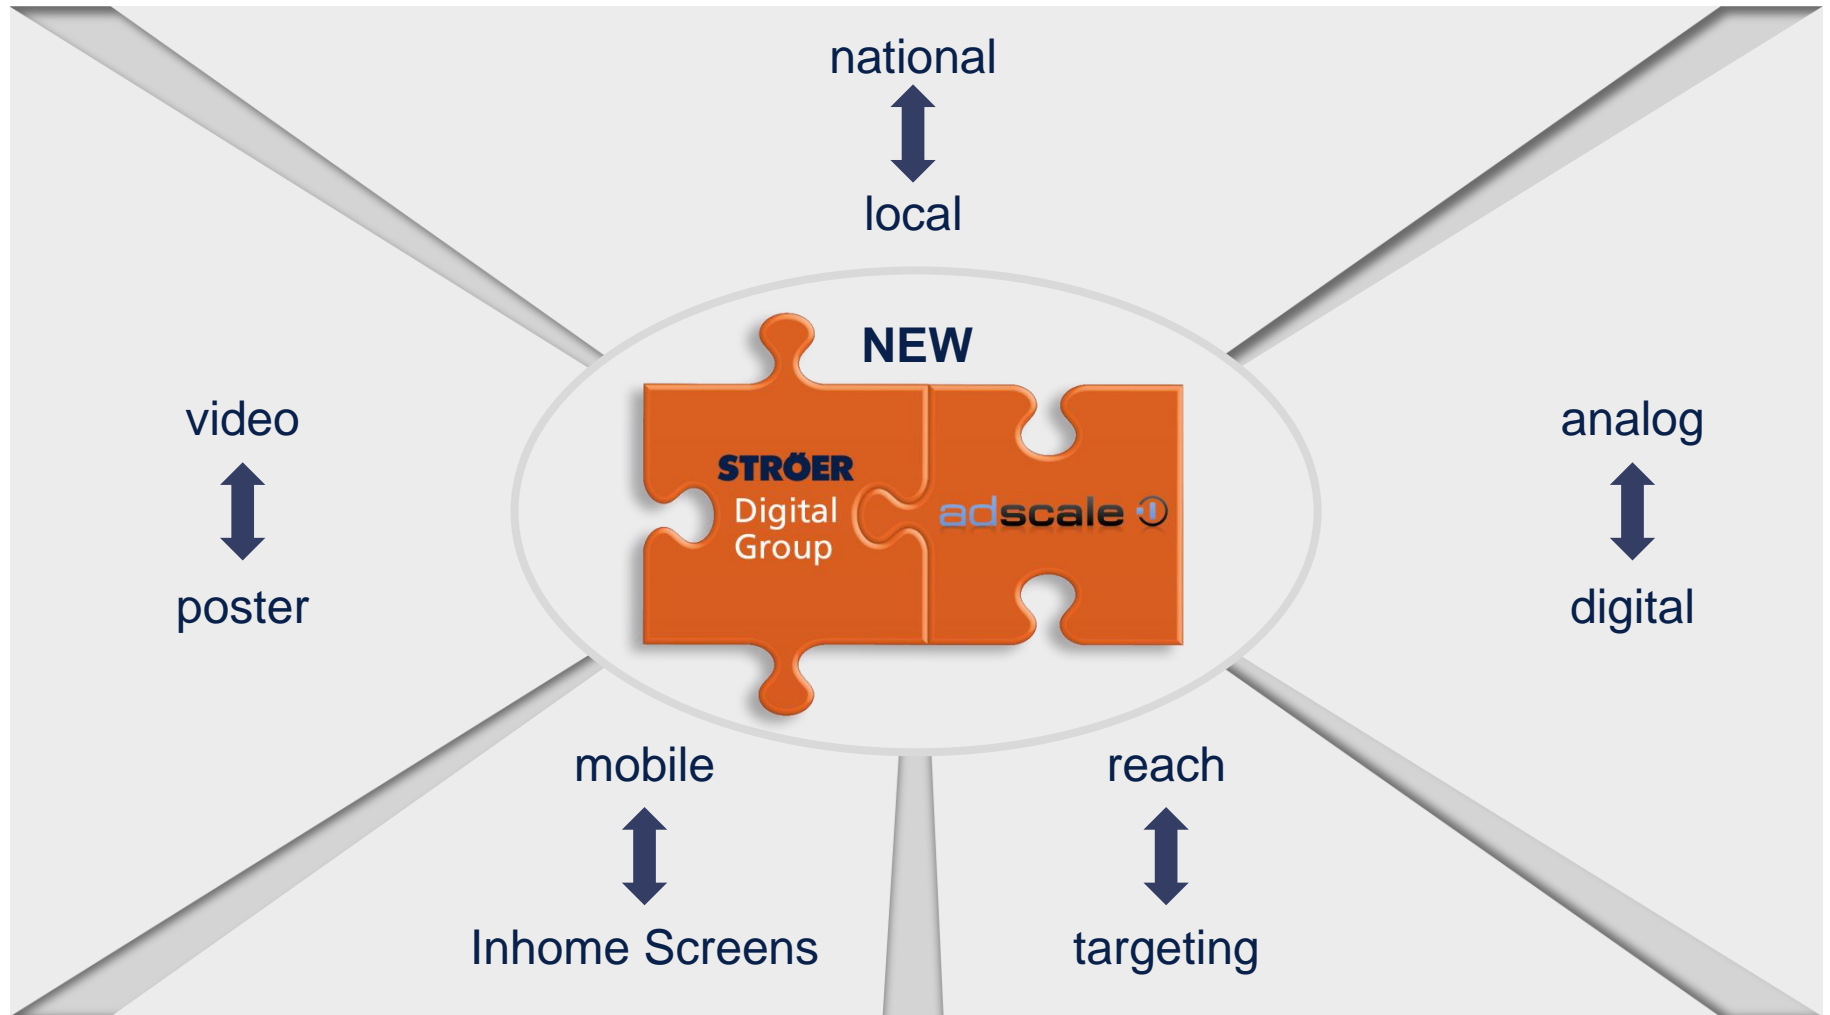 national
local
NEW
video
poster
STRÖER
Digital
Group
adscale
analog
digital
mobile
Inhome Screens
reach
targeting